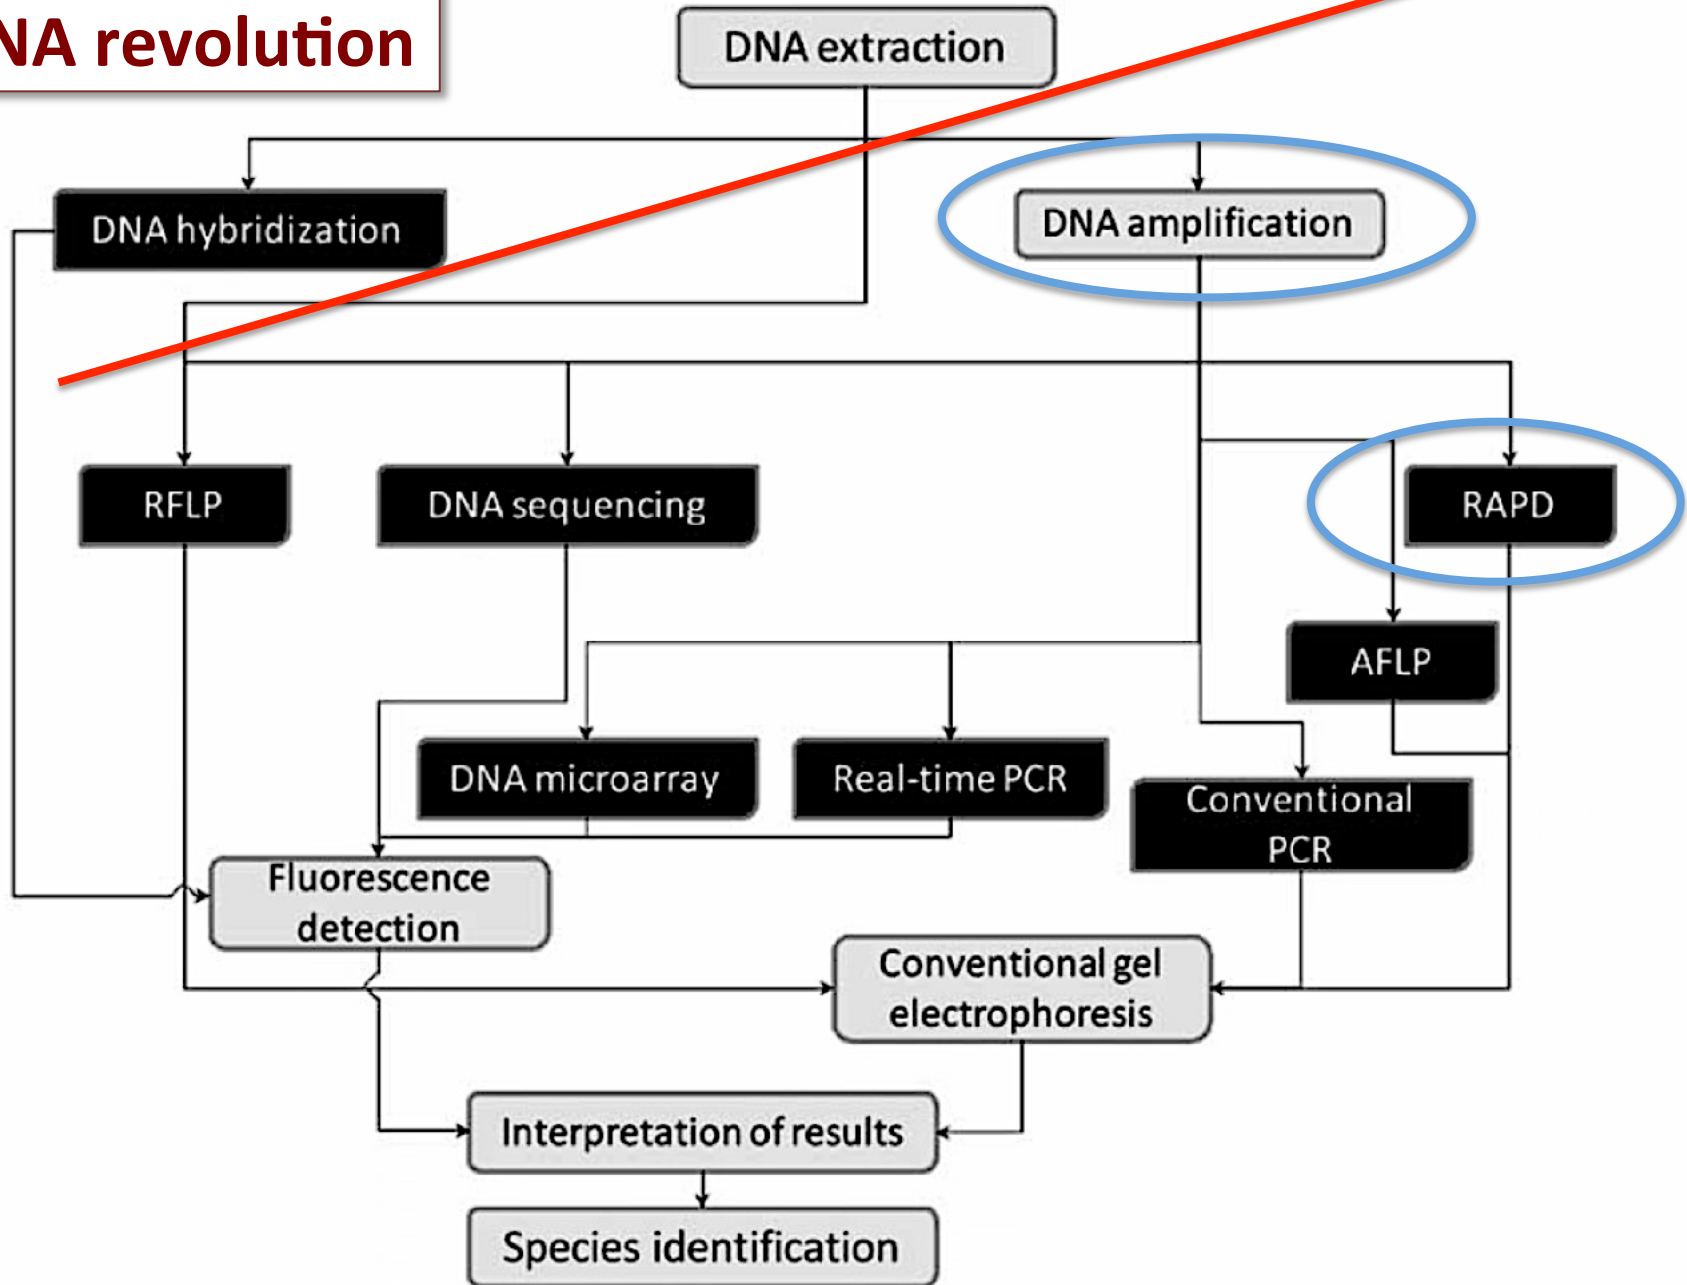 NA revolution
DNA extraction
DNA hybridization
DNA amplification
RFLP
DNA sequencing
RAPD
AFLP
DNA microarray
Real-time PCR
Conventional
PCR
Fluorescence
detection
Conventional gel
electrophoresis
Interpretation of results
Species identification